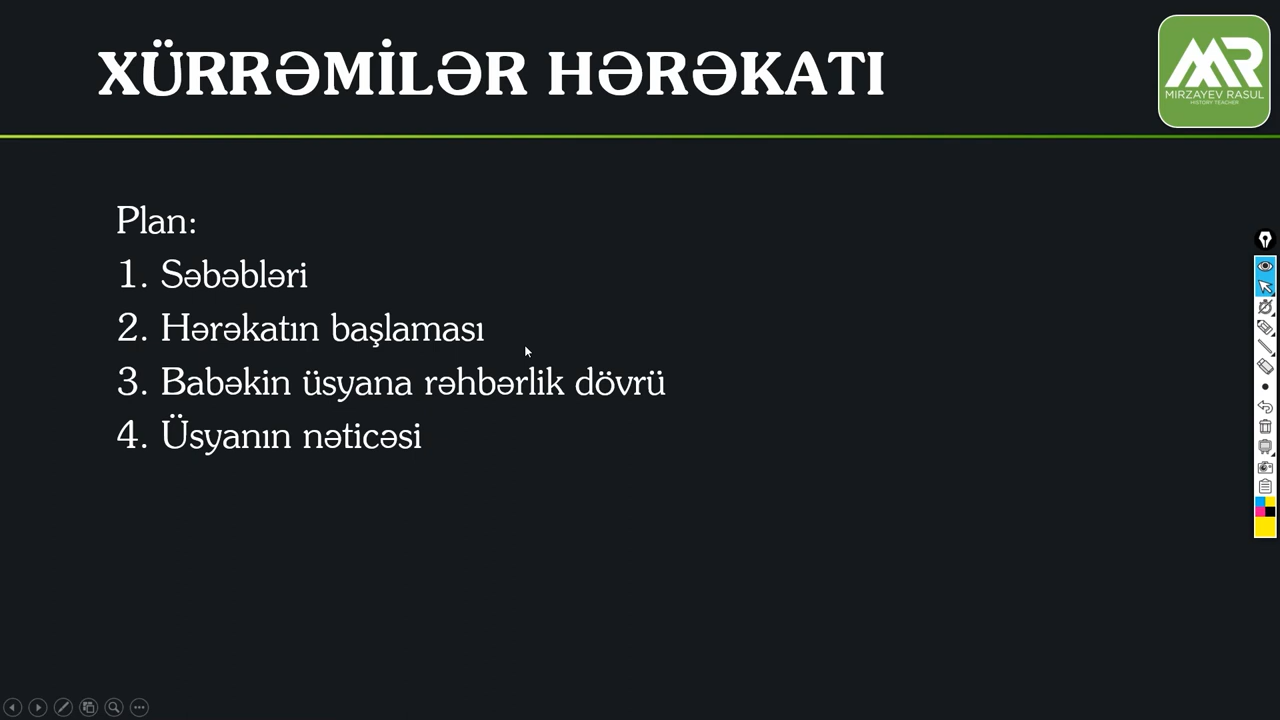 XÜRRƏMİLƏR HƏRƏKATI
MR
MIRZAYEV RASUL
HISTORY TEACHER
Plan:
1. Səbəbləri
2. Hərəkatın başlaması
3. Babəkin üsyana rəhbərlik dövrü
4. Üsyanın nəticəsi